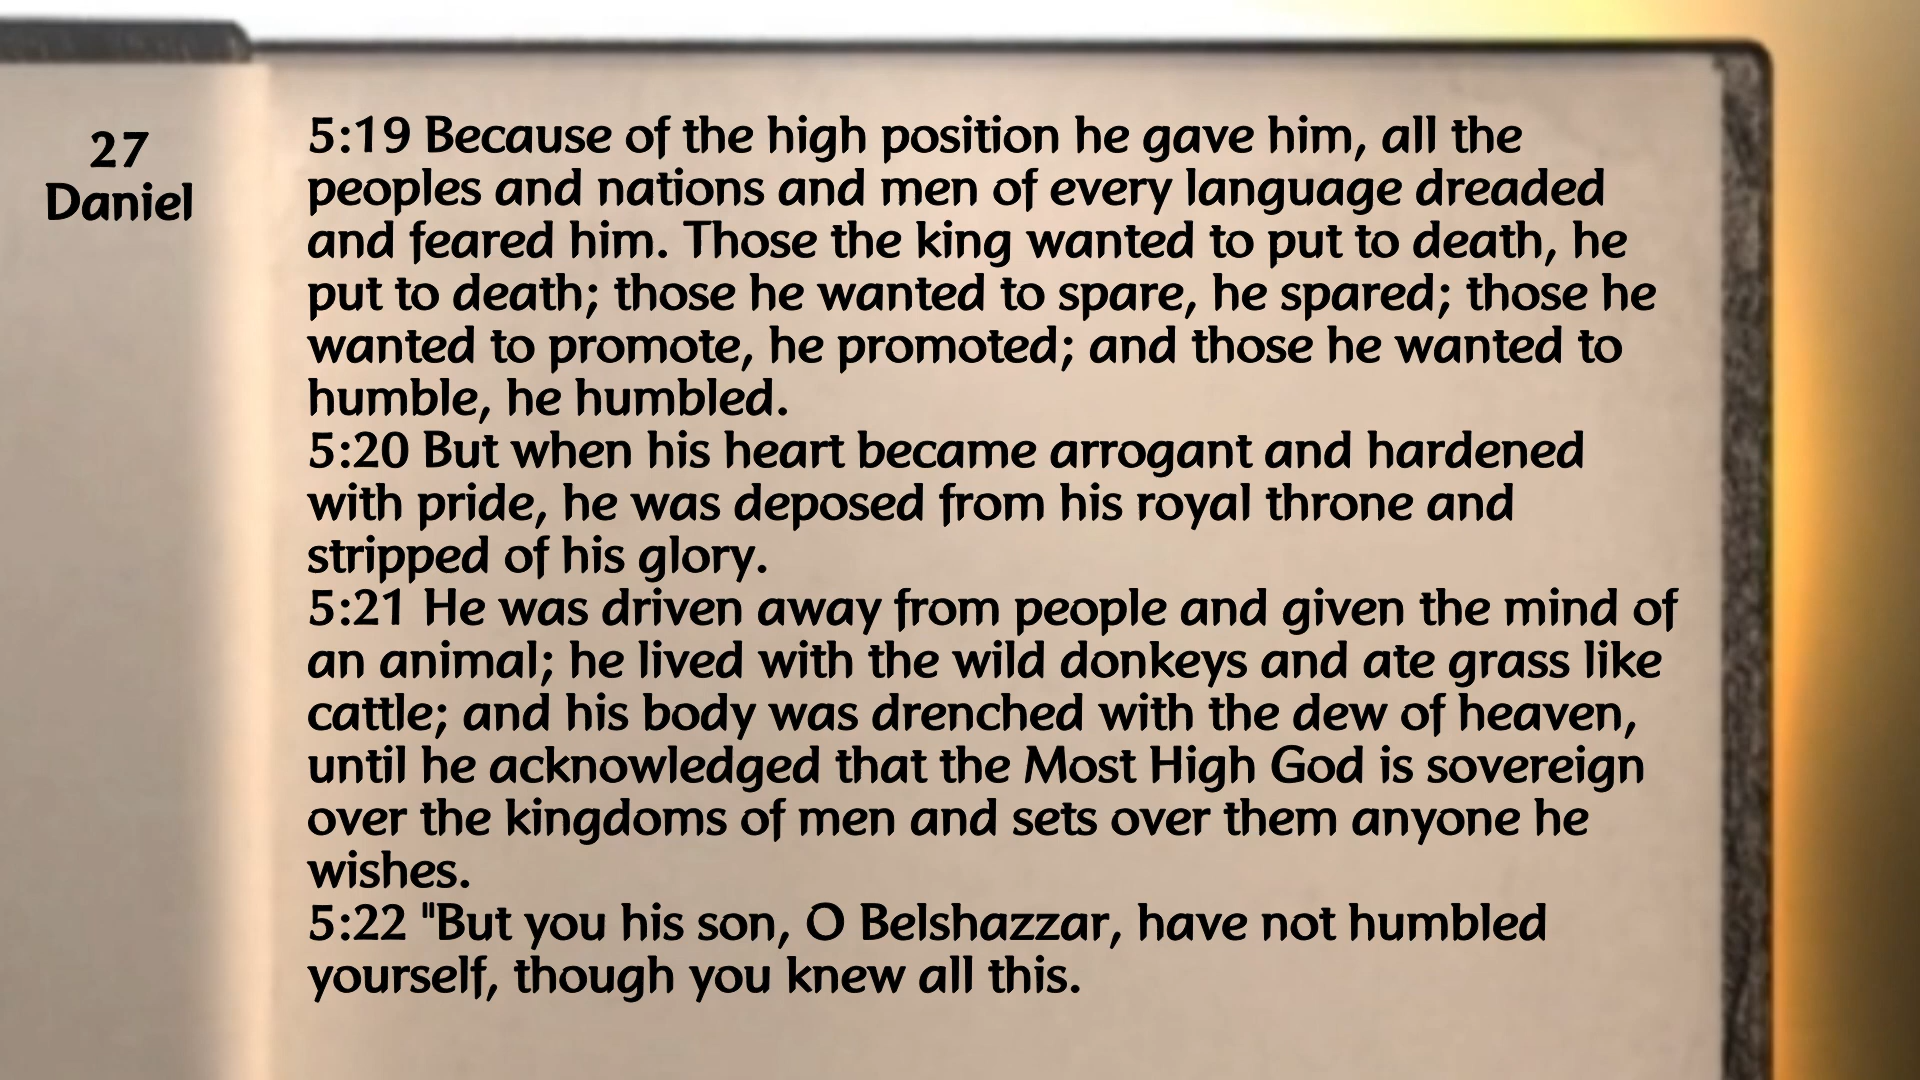 27
Daniel
5:19 Because of the high position he gave him, all the
peoples and nations and men of every language dreaded
and feared him. Those the king wanted to put to death, he
put to death; those he wanted to spare, he spared; those he
wanted to promote, he promoted; and those he wanted to
humble, he humbled.
5:20 But when his heart became arrogant and hardened
with pride, he was deposed from his royal throne and
stripped of his glory.
5:21 He was driven away from people and given the mind of
an animal; he lived with the wild donkeys and ate grass like
cattle; and his body was drenched with the dew of heaven,
until he acknowledged that the Most High God is sovereign
over the kingdoms of men and sets over them anyone he
wishes.
5:22 "But you his son, O Belshazzar, have not humbled
yourself, though you knew all this.